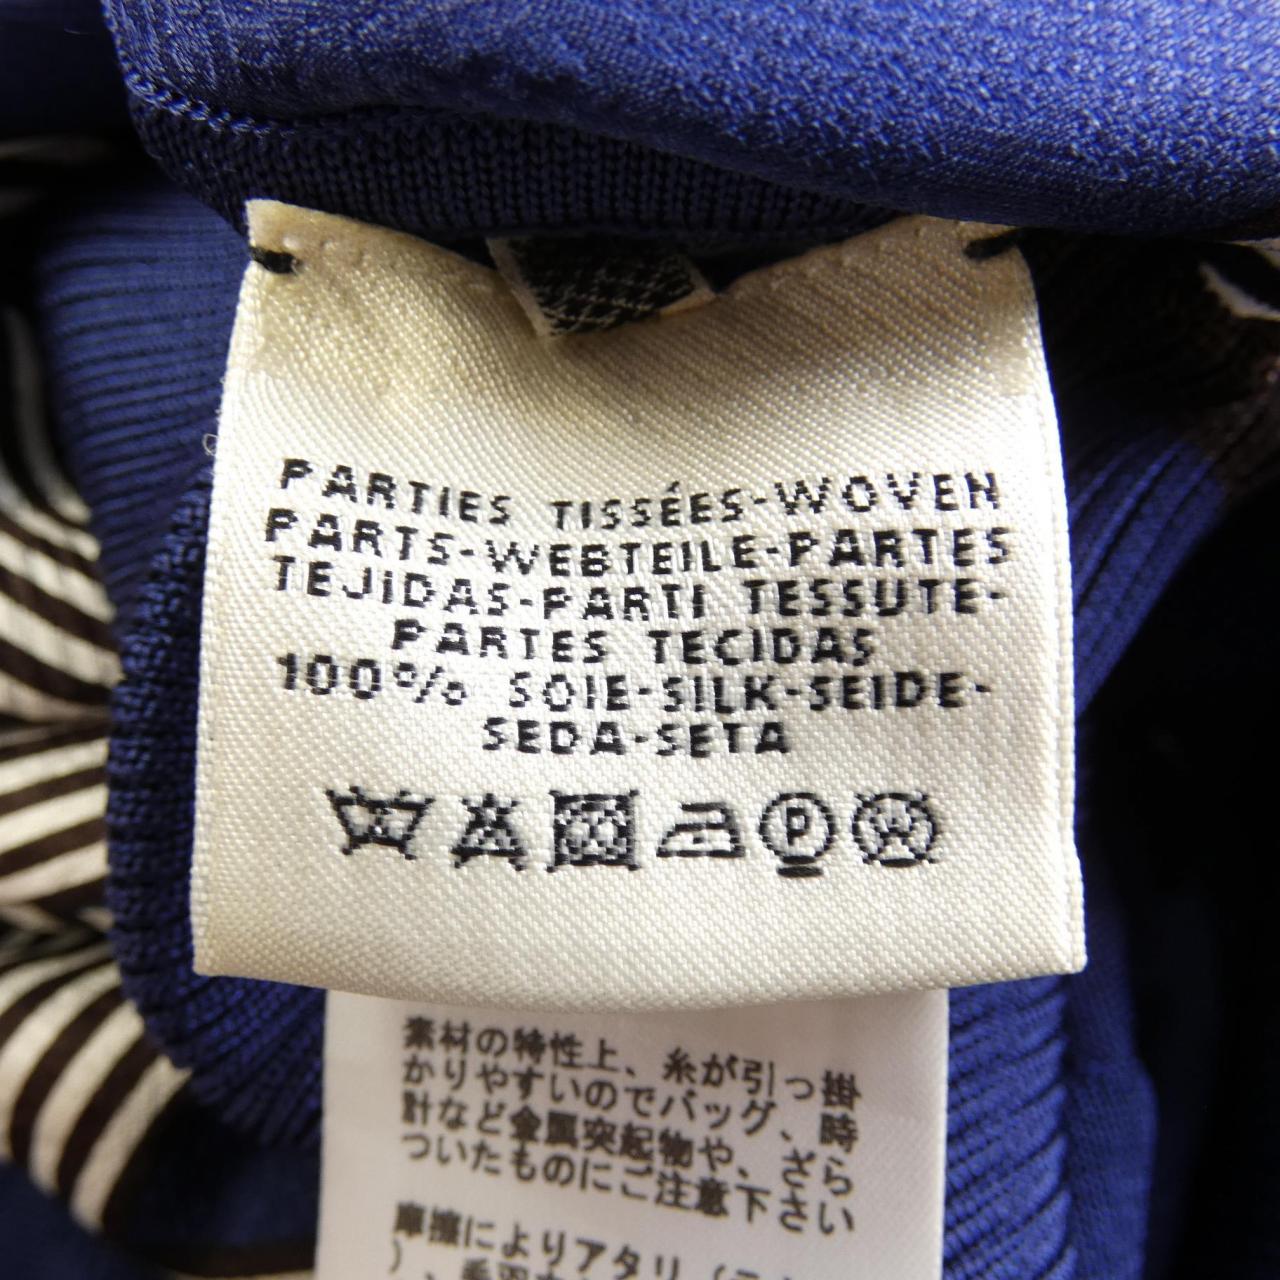 PARTIES TISSÉES-WOVEN
PARTS-WEBTEILE-PARTES
TEJIDAS-PARTI TESSUTE-
PARTES TECIDAS
100% SOIE-SILK-SEIDE-
SEDA-SETA
P
W
素材の特性上、糸が引っ掛
かりやすいのでバッグ、時
計など金属突起物や、ざら
ついたものにご注意下さい
摩擦によりアタリ（
）、毛羽